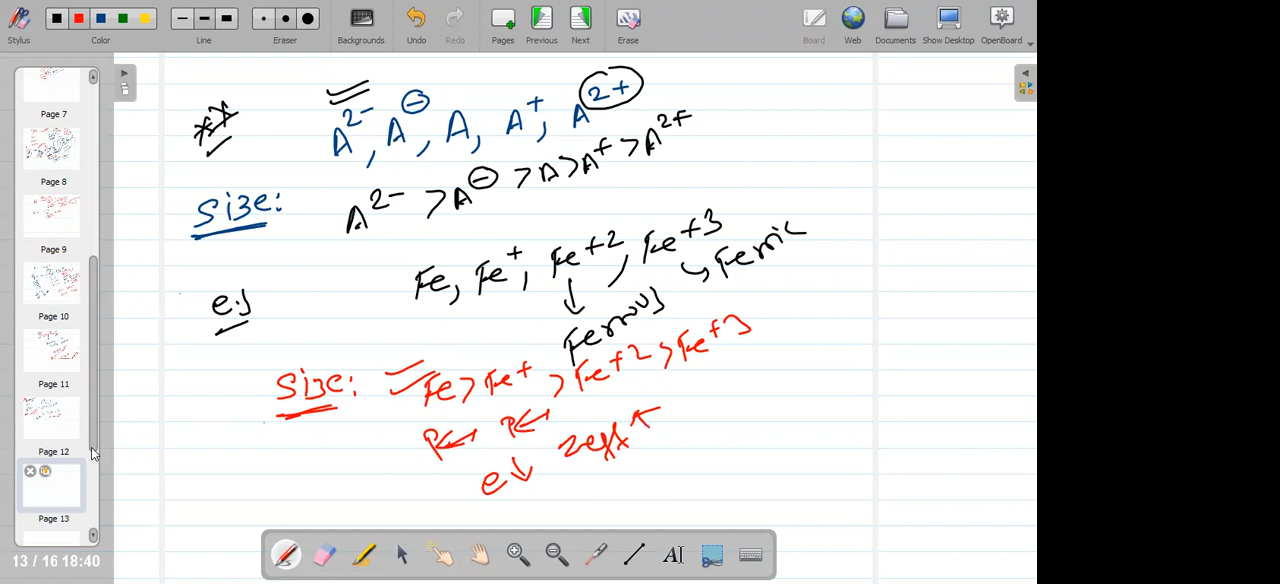 Stylus
Color
Line
Eraser
Backgrounds
Undo
Redo
Pages
Previous
Next
Erase
Board
Web
Documents
Show Desktop
OpenBoard
Page 7
Page 8
Page 9
Page 10
Page 11
Page 12
Page 13
13 / 16 18:40
A²⁻, A⊖, A, A⁺, A²⁺
Size: A²⁻ > A⊖ > A > A⁺ > A²⁺
e.g Fe, Fe⁺, Fe⁺², Fe⁺³
Ferrous
Ferric
Size: Fe > Fe⁺ > Fe⁺² > Fe⁺³
P P
e↓ Zeff↑